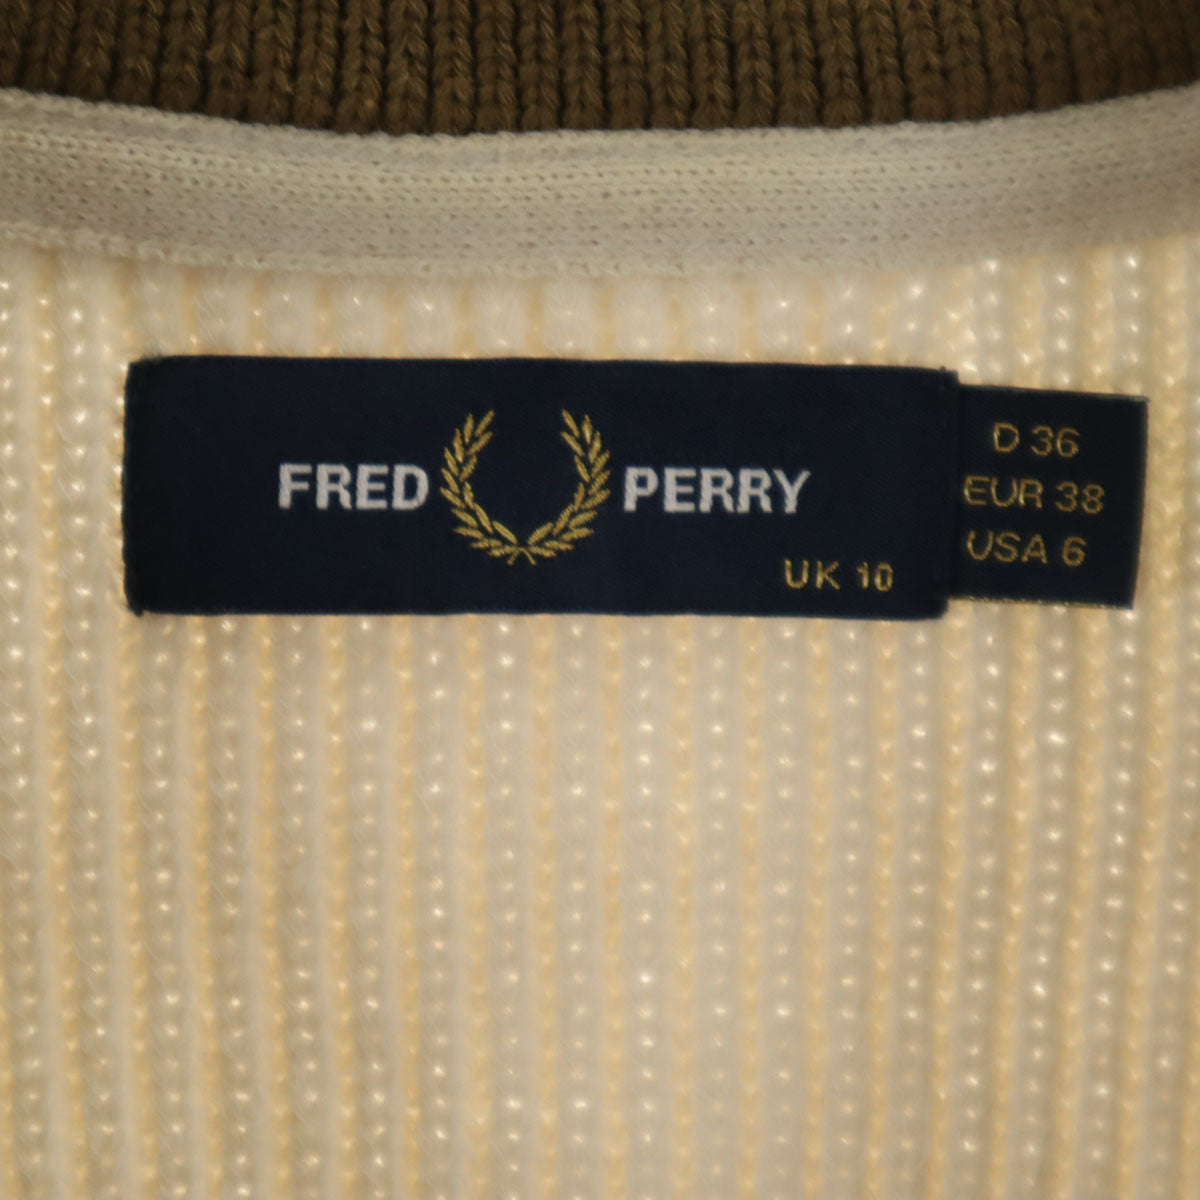 FRED PERRY
UK 10
D 36
EUR 38
USA 6